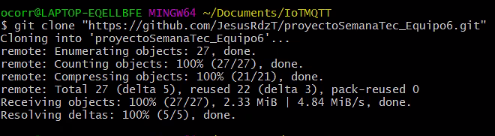 ocorr@LAPTOP-EQELLBFE MINGW64 ~/Documents/IoTMQTT
$ git clone "https://github.com/JesusRdzT/proyectoSemanaTec_Equipo6.git"
Cloning into 'proyectoSemanaTec_Equipo6'...
remote: Enumerating objects: 27, done.
remote: Counting objects: 100% (27/27), done.
remote: Compressing objects: 100% (21/21), done.
remote: Total 27 (delta 5), reused 22 (delta 3), pack-reused 0
Receiving objects: 100% (27/27), 2.33 MiB | 4.84 MiB/s, done.
Resolving deltas: 100% (5/5), done.